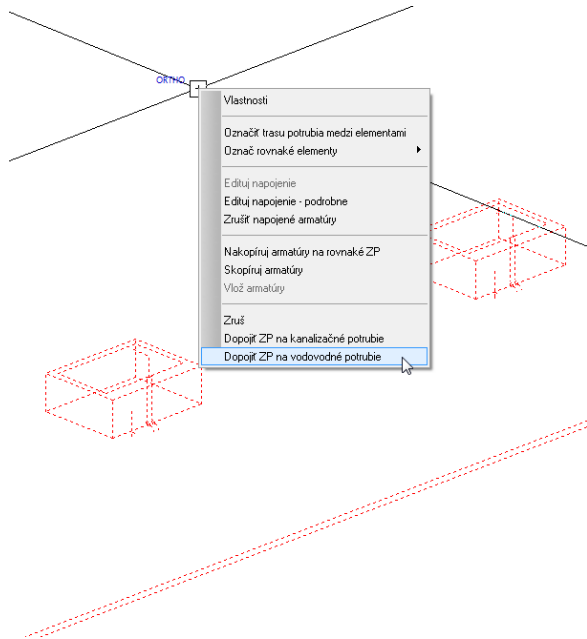 ORTHO
Vlastnosti
Označiť trasu potrubia medzi elementami
Označ rovnaké elementy
Edituj napojenie
Edituj napojenie - podrobne
Zrušiť napojené armatúry
Nakopíruj armatúry na rovnaké ZP
Skopíruj armatúry
Vlož armatúry
Zruš
Dopojiť ZP na kanalizačné potrubie
Dopojiť ZP na vodovodné potrubie